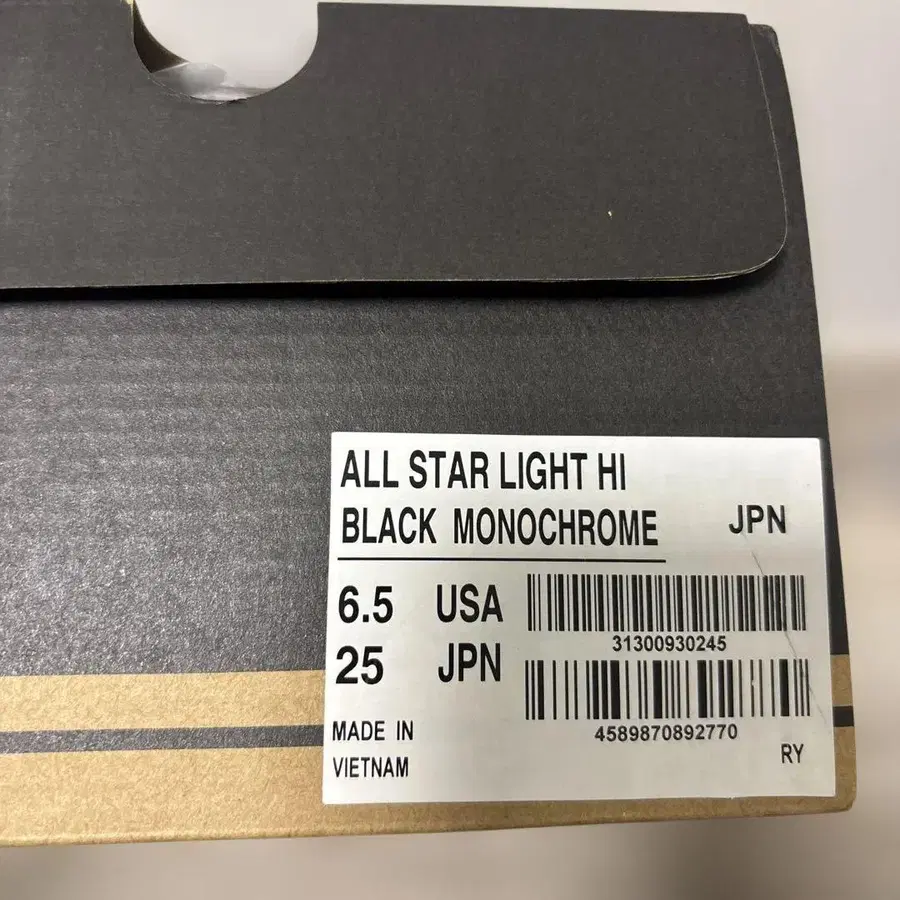 ALL STAR LIGHT HI
BLACK MONOCHROME JPN
6.5 USA
31300930245
25 JPN
4589870892770
MADE IN
VIETNAM
RY